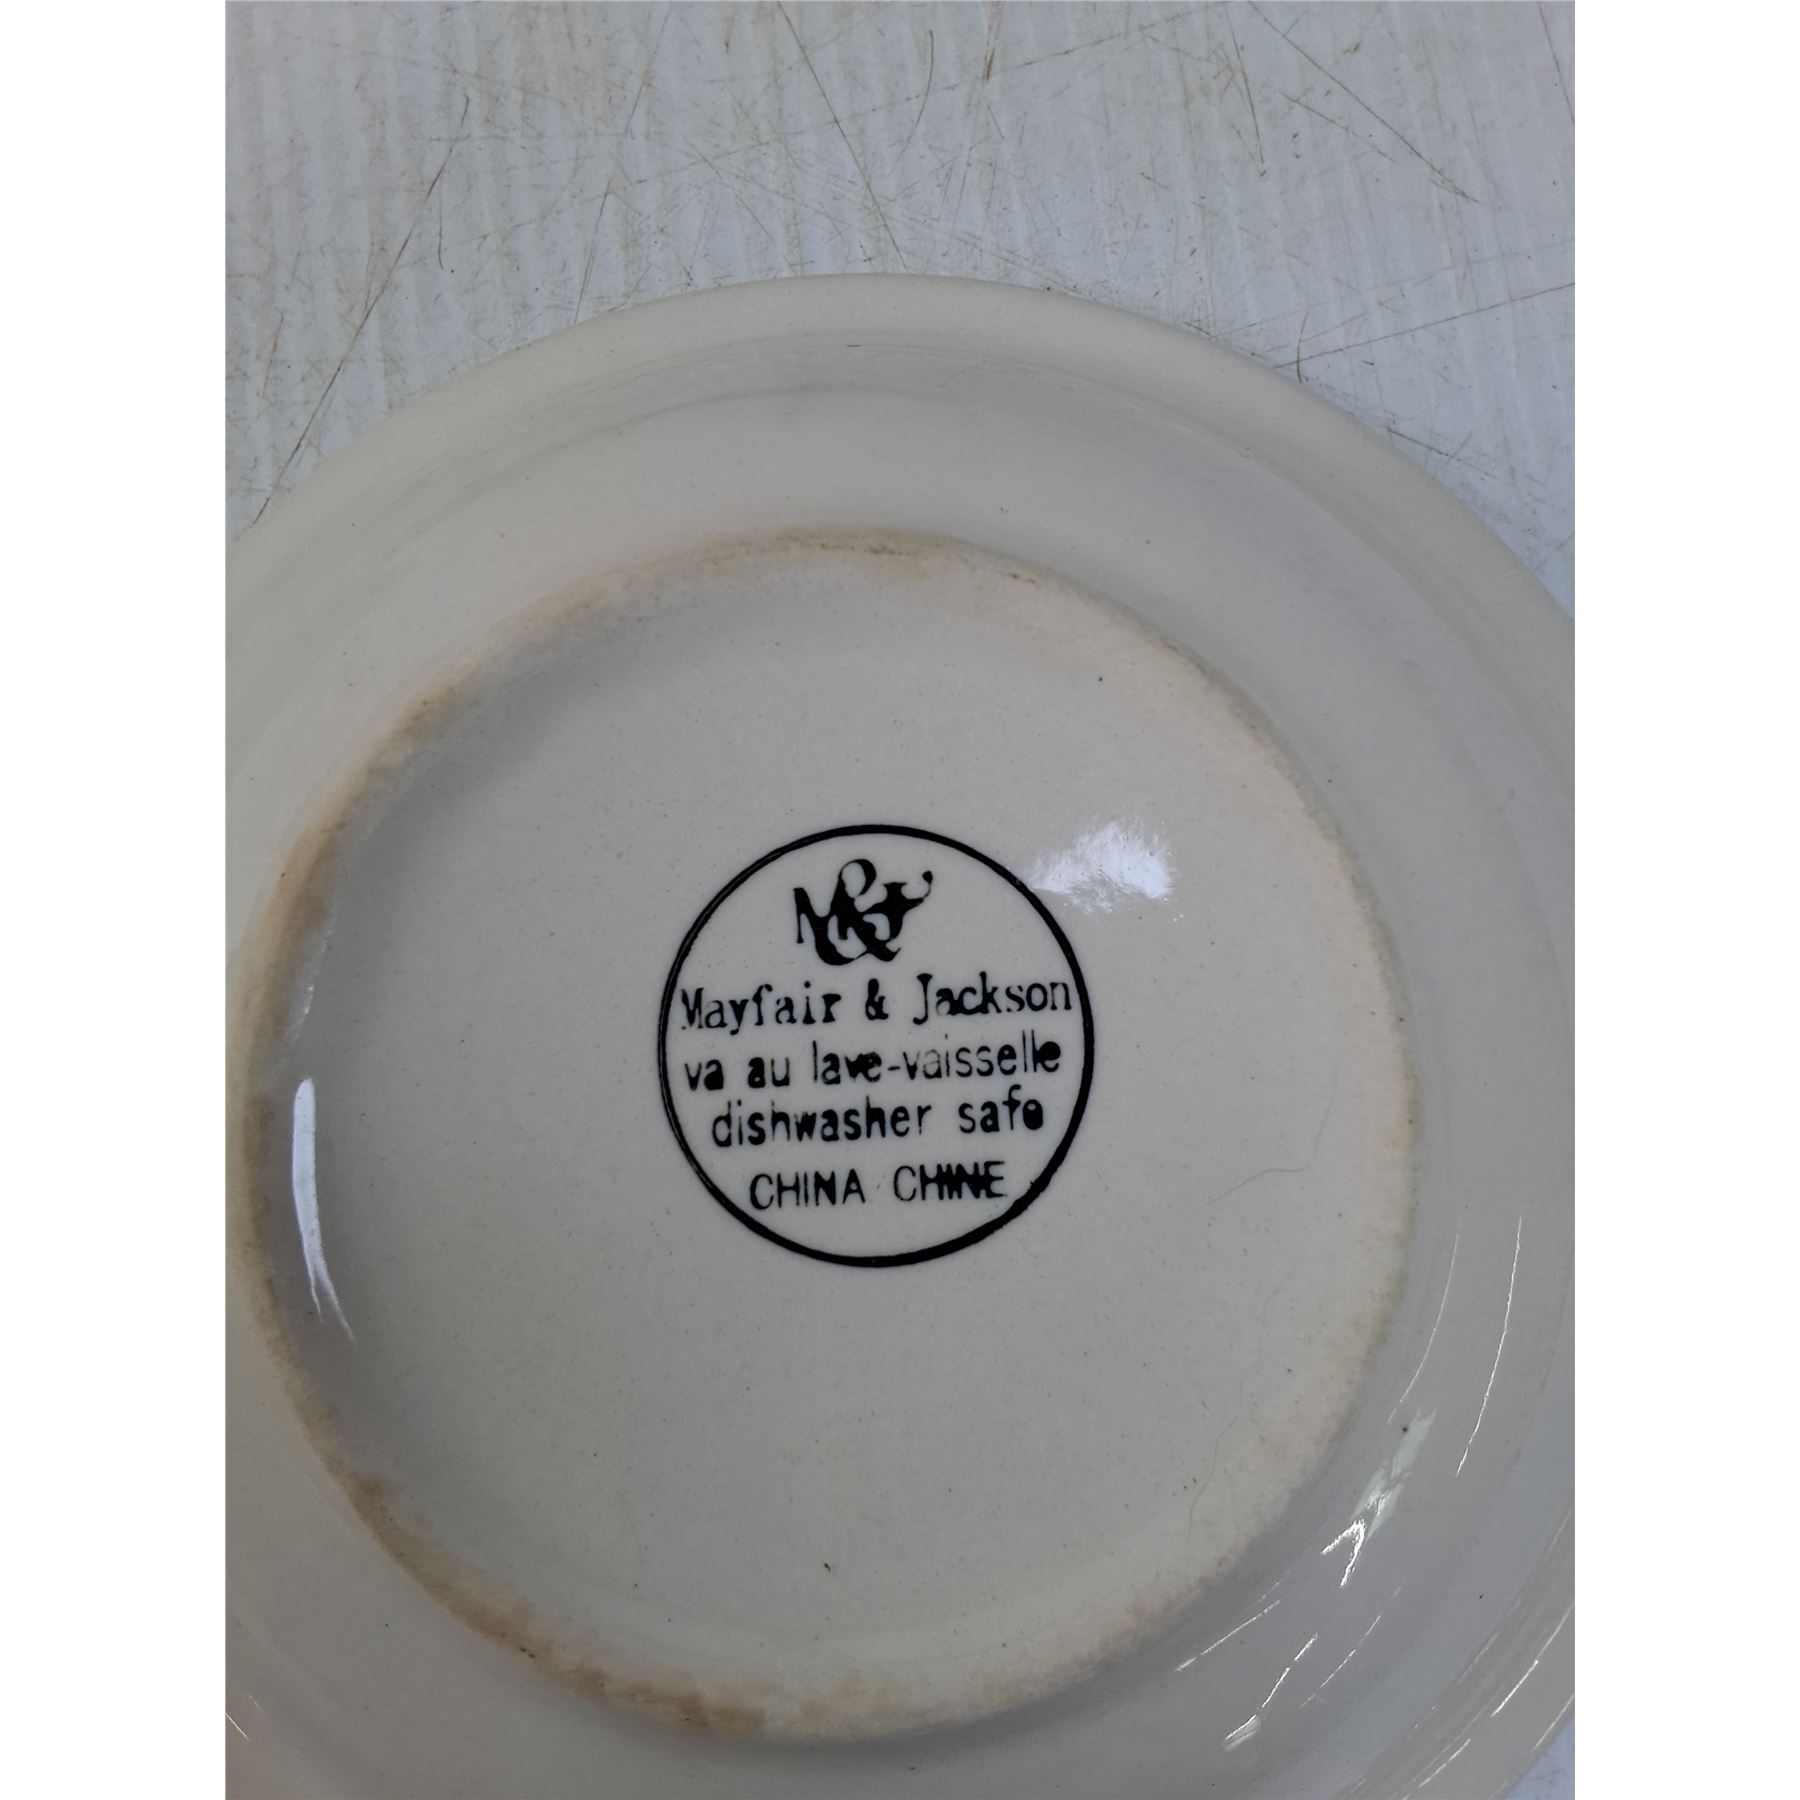 M&J
Mayfair & Jackson
va au lave-vaisselle
dishwasher safe
CHINA CHINE